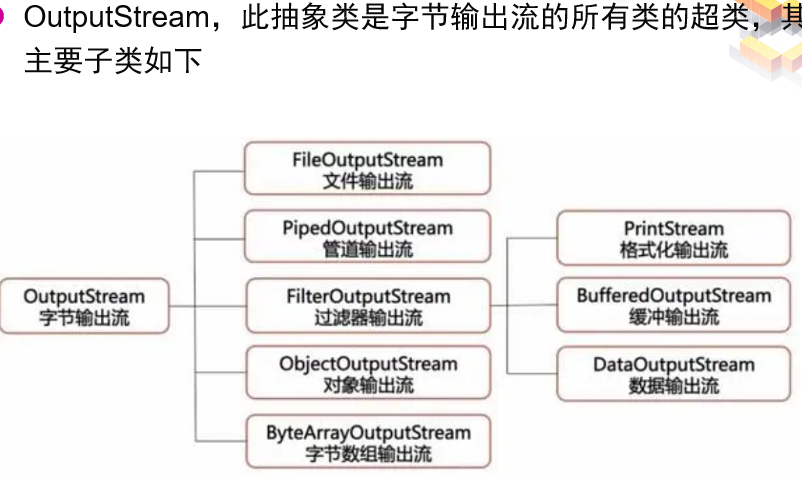 OutputStream，此抽象类是字节输出流的所有类的超类，其
主要子类如下
FileOutputStream
文件输出流
PipedOutputStream
管道输出流
PrintStream
格式化输出流
OutputStream
字节输出流
FilterOutputStream
过滤器输出流
BufferedOutputStream
缓冲输出流
ObjectOutputStream
对象输出流
DataOutputStream
数据输出流
ByteArrayOutputStream
字节数组输出流